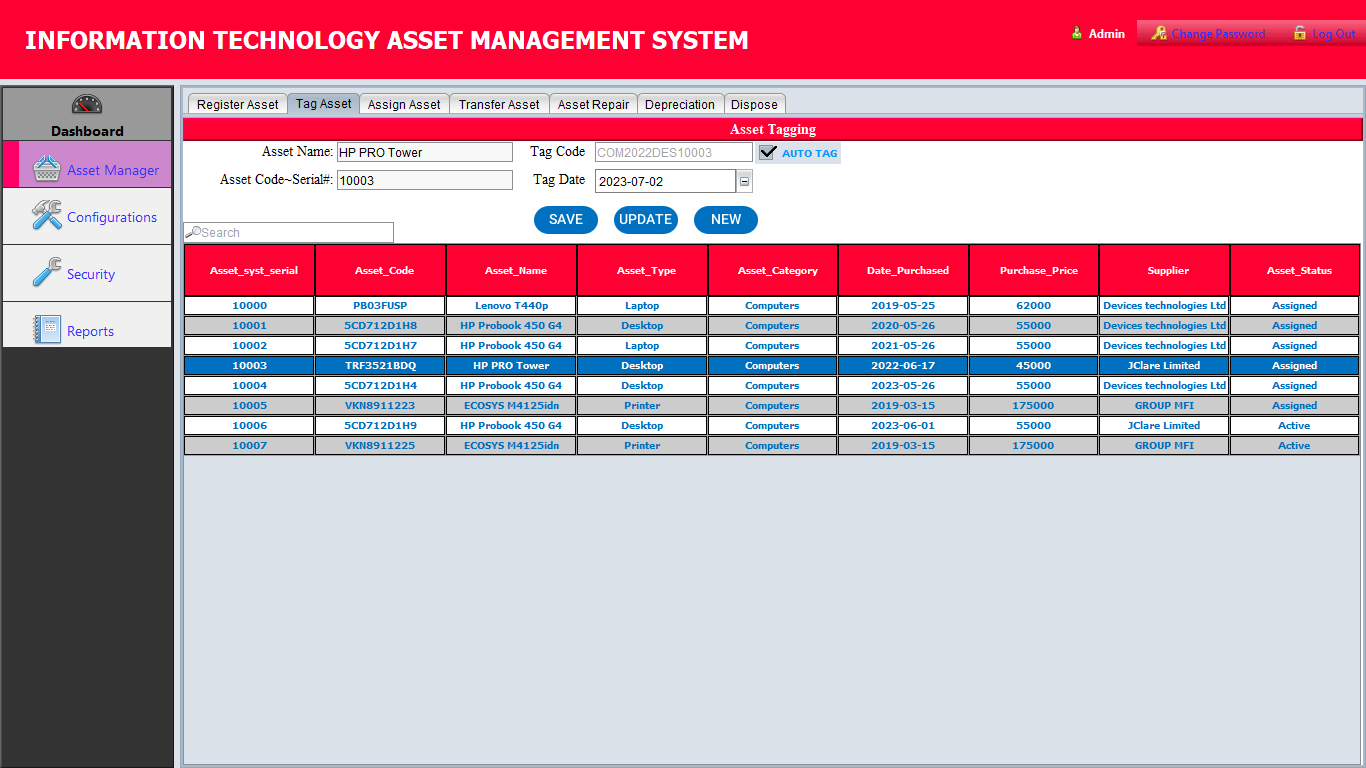 INFORMATION TECHNOLOGY ASSET MANAGEMENT SYSTEM
Admin Change Password Log Out
Dashboard
Asset Manager
Configurations
Security
Reports
Register Asset Tag Asset Assign Asset Transfer Asset Asset Repair Depreciation Dispose
Asset Tagging
Asset Name: HP PRO Tower Tag Code COM2022DES10003 AUTO TAG
Asset Code~Serial#: 10003 Tag Date 2023-07-02
SAVE UPDATE NEW
Search
Asset_syst_serial Asset_Code Asset_Name Asset_Type Asset_Category Date_Purchased Purchase_Price Supplier Asset_Status
10000 PB03FUSP Lenovo T440p Laptop Computers 2019-05-25 62000 Devices technologies Ltd Assigned
10001 5CD712D1H8 HP Probook 450 G4 Desktop Computers 2020-05-26 55000 Devices technologies Ltd Assigned
10002 5CD712D1H7 HP Probook 450 G4 Laptop Computers 2021-05-26 55000 Devices technologies Ltd Assigned
10003 TRF3521BDQ HP PRO Tower Desktop Computers 2022-06-17 45000 JClare Limited Assigned
10004 5CD712D1H4 HP Probook 450 G4 Desktop Computers 2023-05-26 55000 Devices technologies Ltd Assigned
10005 VKN8911223 ECOSYS M4125idn Printer Computers 2019-03-15 175000 GROUP MFI Assigned
10006 5CD712D1H9 HP Probook 450 G4 Desktop Computers 2023-06-01 55000 JClare Limited Active
10007 VKN8911225 ECOSYS M4125idn Printer Computers 2019-03-15 175000 GROUP MFI Active